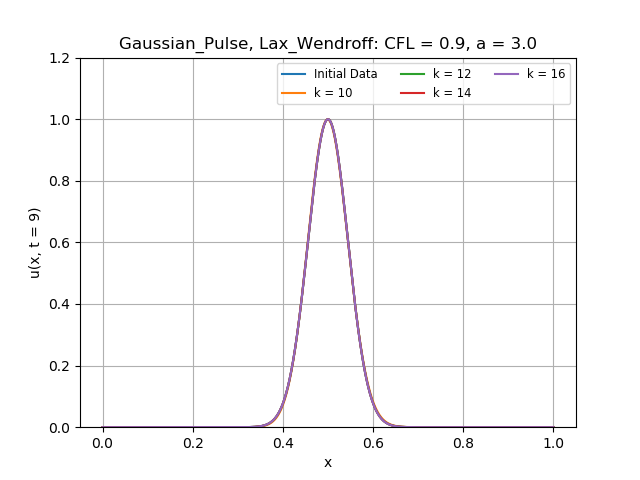 Gaussian_Pulse, Lax_Wendroff: CFL = 0.9, a = 3.0
Initial Data
k = 10
k = 12
k = 14
k = 16
u(x, t = 9)
1.2
1.0
0.8
0.6
0.4
0.2
0.0
0.0 0.2 0.4 0.6 0.8 1.0
x